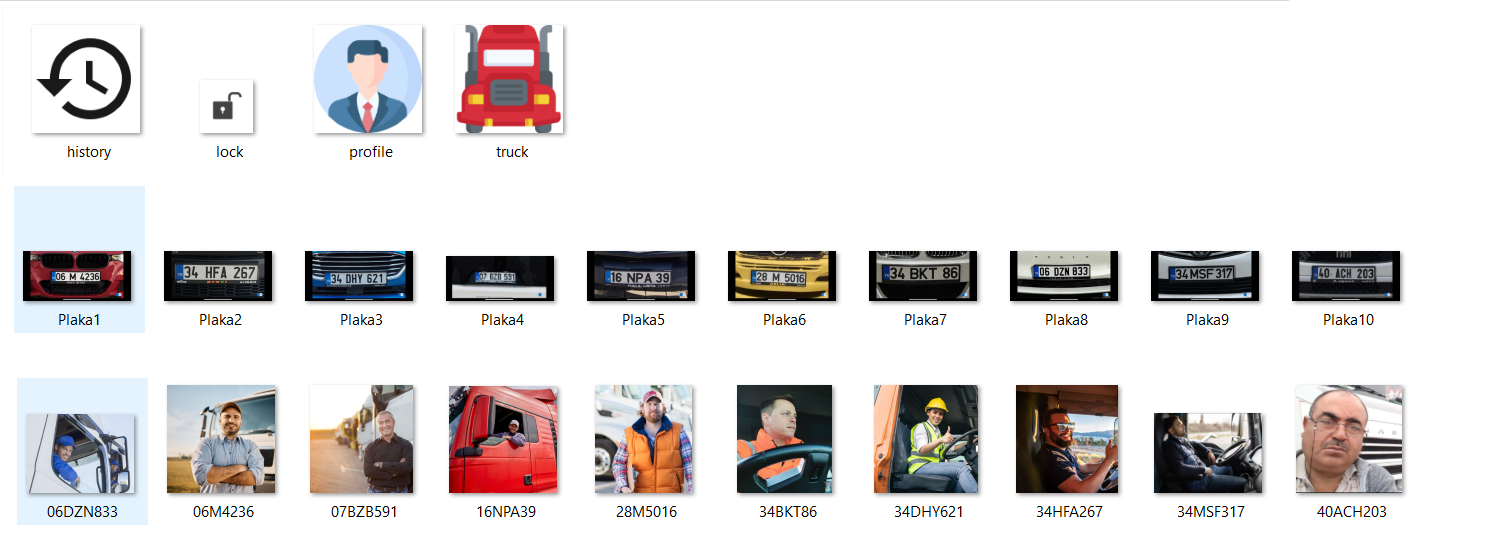 history lock profile truck
06 M 4236 34 HFA 267 34 DHY 621 07 BZB 591 16 NPA 39 28 M 5016 34 BKT 86 06 DZN 833 34 MSF 317 40 ACH 203
Plaka1 Plaka2 Plaka3 Plaka4 Plaka5 Plaka6 Plaka7 Plaka8 Plaka9 Plaka10
06DZN833 06M4236 07BZB591 16NPA39 28M5016 34BKT86 34DHY621 34HFA267 34MSF317 40ACH203